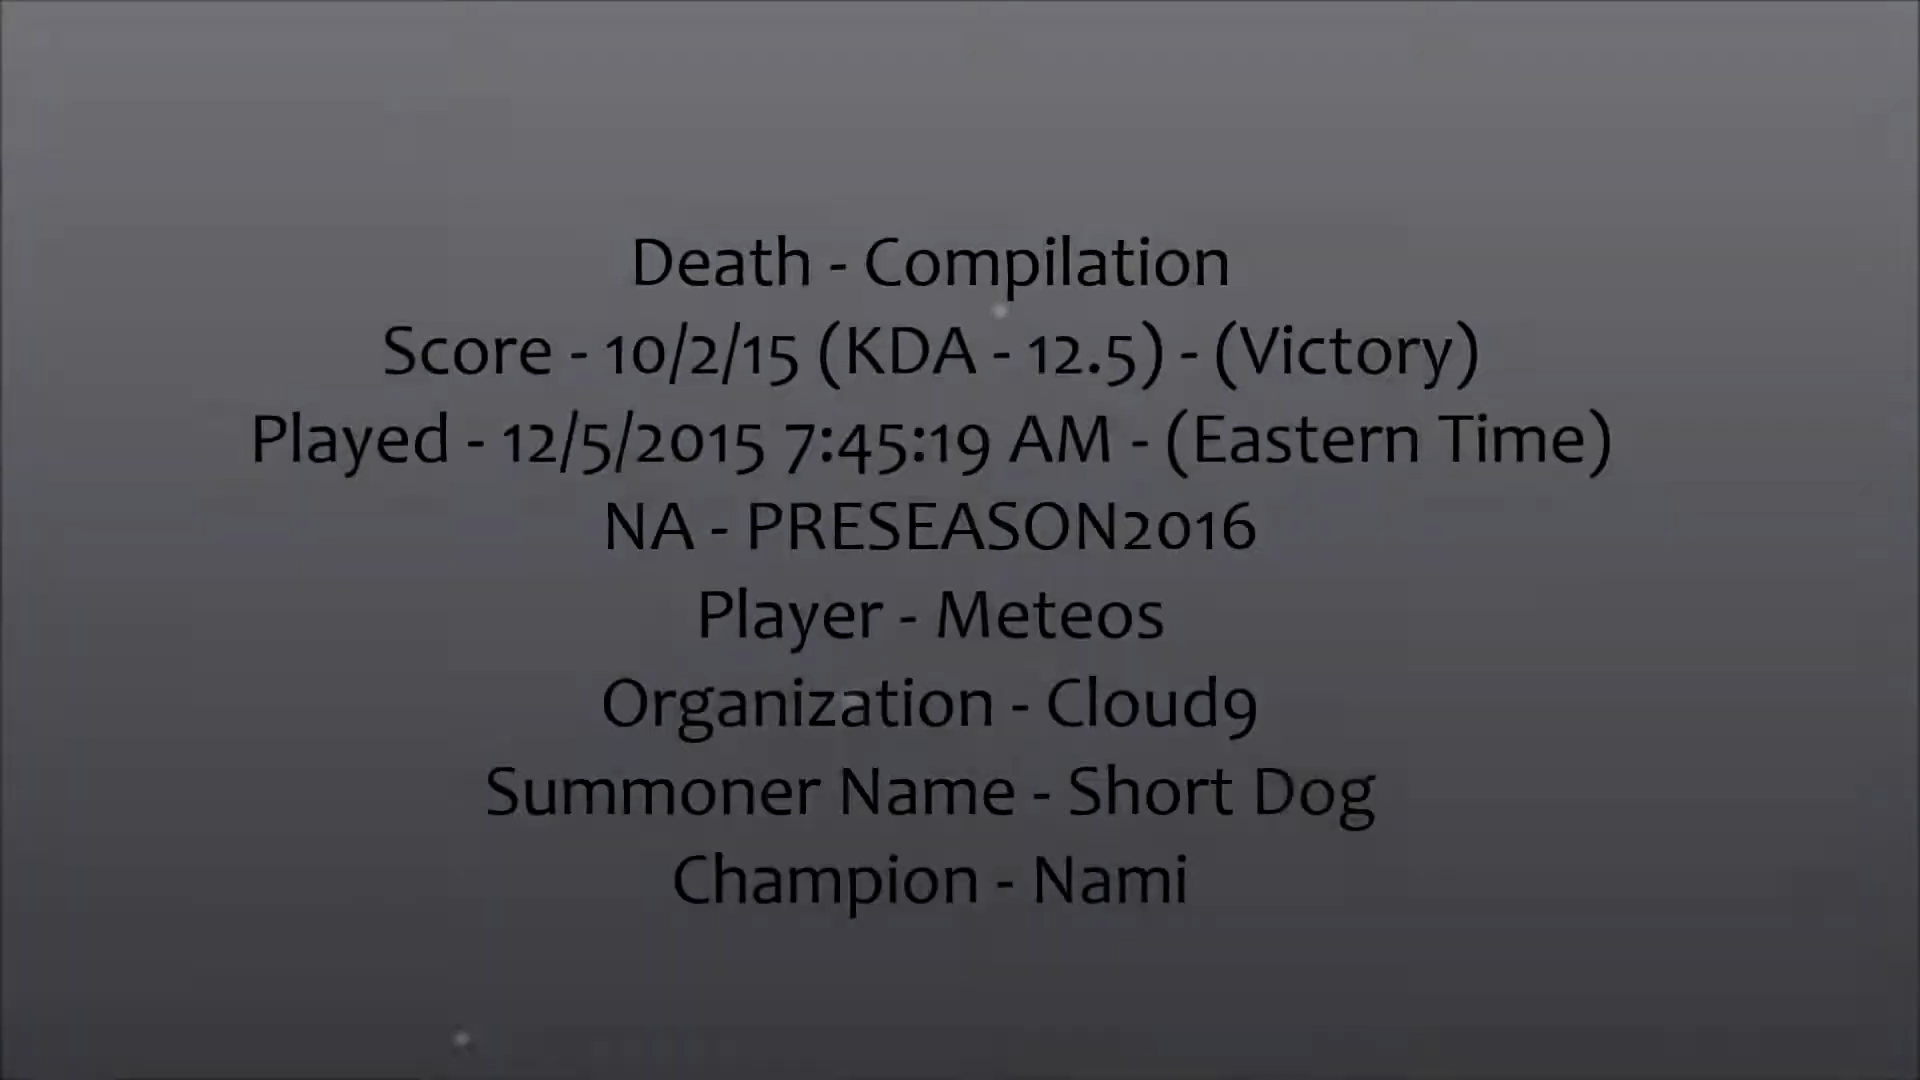 Death - Compilation
Score - 10/2/15 (KDA - 12.5) - (Victory)
Played - 12/5/2015 7:45:19 AM - (Eastern Time)
NA - PRESEASON2016
Player - Meteos
Organization - Cloud9
Summoner Name - Short Dog
Champion - Nami